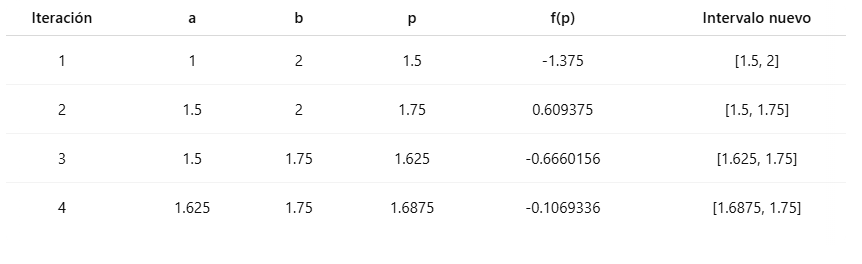 Iteración a b p f(p) Intervalo nuevo
1 1 2 1.5 -1.375 [1.5, 2]
2 1.5 2 1.75 0.609375 [1.5, 1.75]
3 1.5 1.75 1.625 -0.6660156 [1.625, 1.75]
4 1.625 1.75 1.6875 -0.1069336 [1.6875, 1.75]